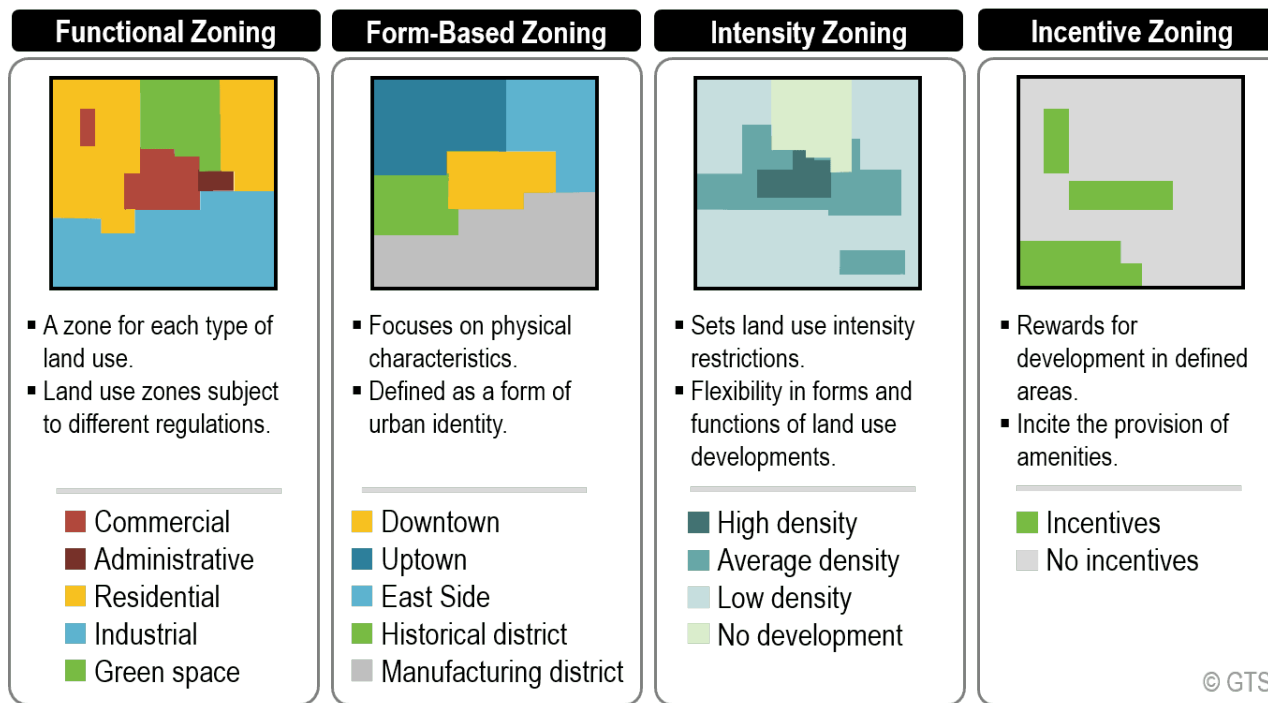 Functional Zoning
▪ A zone for each type of
land use.
▪ Land use zones subject
to different regulations.
Commercial
Administrative
Residential
Industrial
Green space
Form-Based Zoning
▪ Focuses on physical
characteristics.
▪ Defined as a form of
urban identity.
Downtown
Uptown
East Side
Historical district
Manufacturing district
Intensity Zoning
▪ Sets land use intensity
restrictions.
▪ Flexibility in forms and
functions of land use
developments.
High density
Average density
Low density
No development
Incentive Zoning
▪ Rewards for
development in defined
areas.
▪ Incite the provision of
amenities.
Incentives
No incentives
© GTS